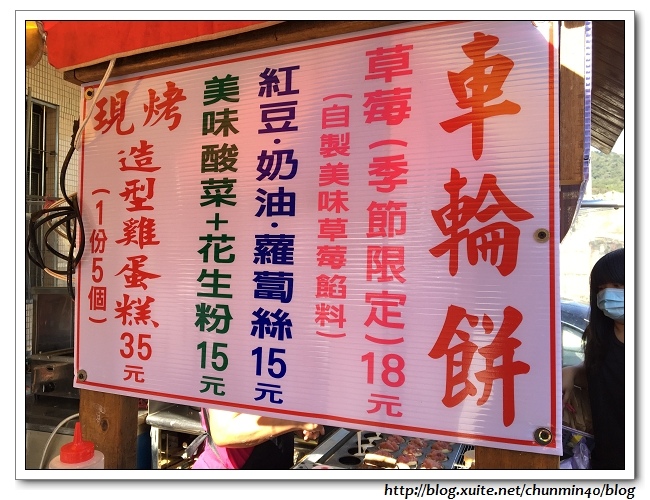 車輪餅
草莓(季節限定)18元
(自製美味草莓餡料)
紅豆·奶油·蘿蔔絲15元
美味酸菜+花生粉15元
現烤
造型雞蛋糕35元
(1份5個)
http://blog.xuite.net/chunmin40/blog